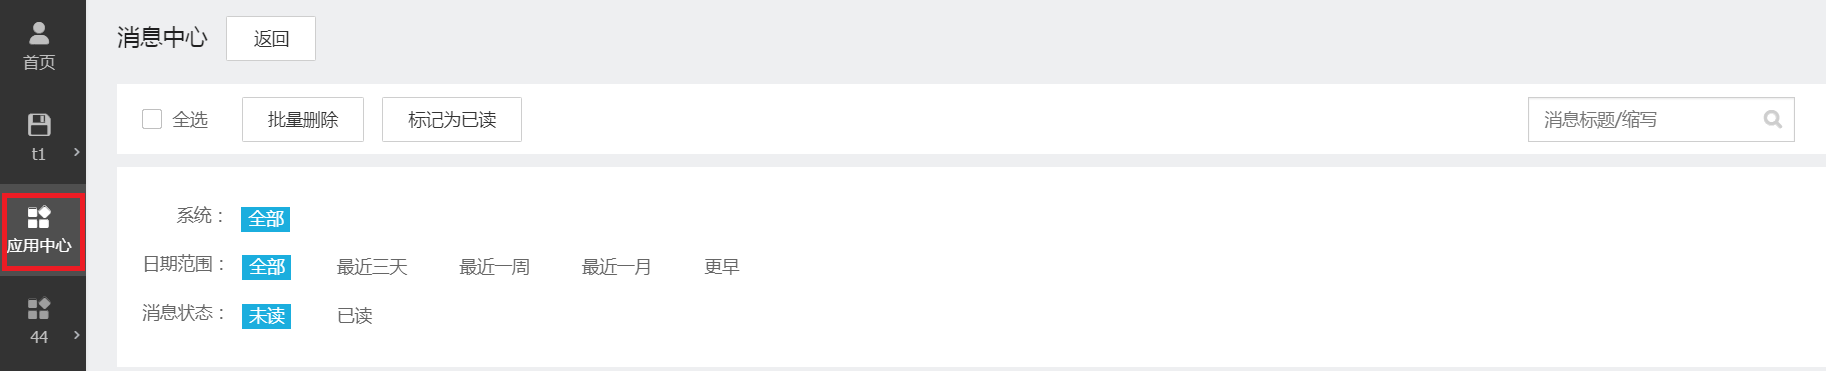 首页
t1
应用中心
44
消息中心 返回
全选 批量删除 标记为已读 消息标题/缩写
系统： 全部
日期范围： 全部 最近三天 最近一周 最近一月 更早
消息状态： 未读 已读